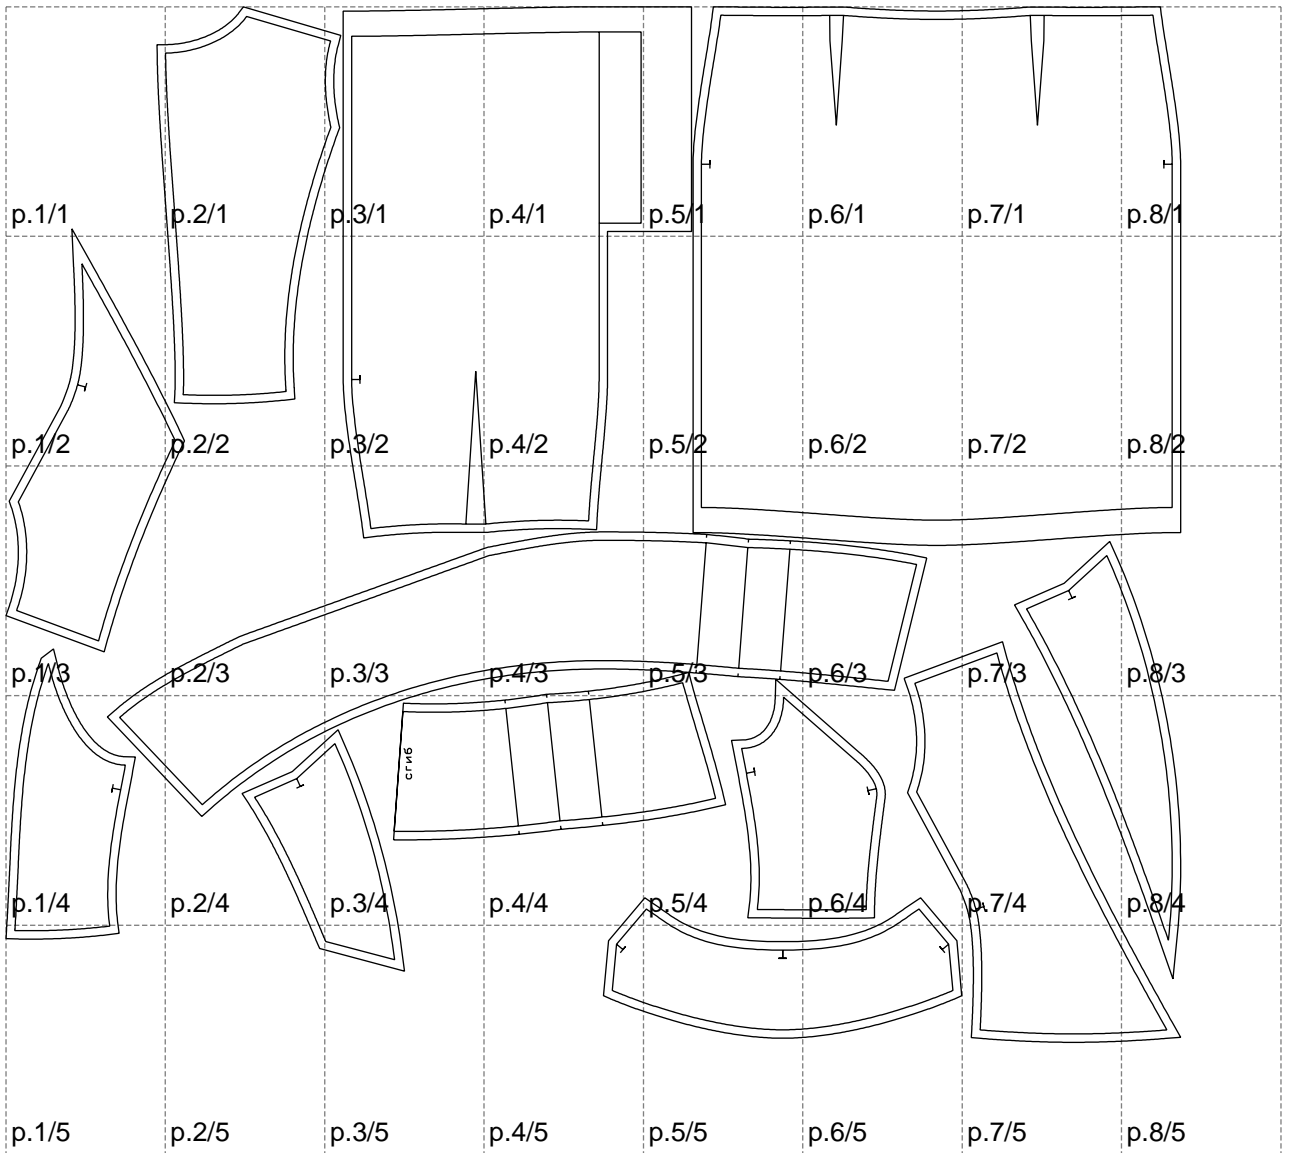 p.1/1 p.2/1 p.3/1 p.4/1 p.5/1 p.6/1 p.7/1 p.8/1
p.1/2 p.2/2 p.3/2 p.4/2 p.5/2 p.6/2 p.7/2 p.8/2
p.1/3 p.2/3 p.3/3 p.4/3 p.5/3 p.6/3 p.7/3 p.8/3
сгиб
p.1/4 p.2/4 p.3/4 p.4/4 p.5/4 p.6/4 p.7/4 p.8/4
p.1/5 p.2/5 p.3/5 p.4/5 p.5/5 p.6/5 p.7/5 p.8/5